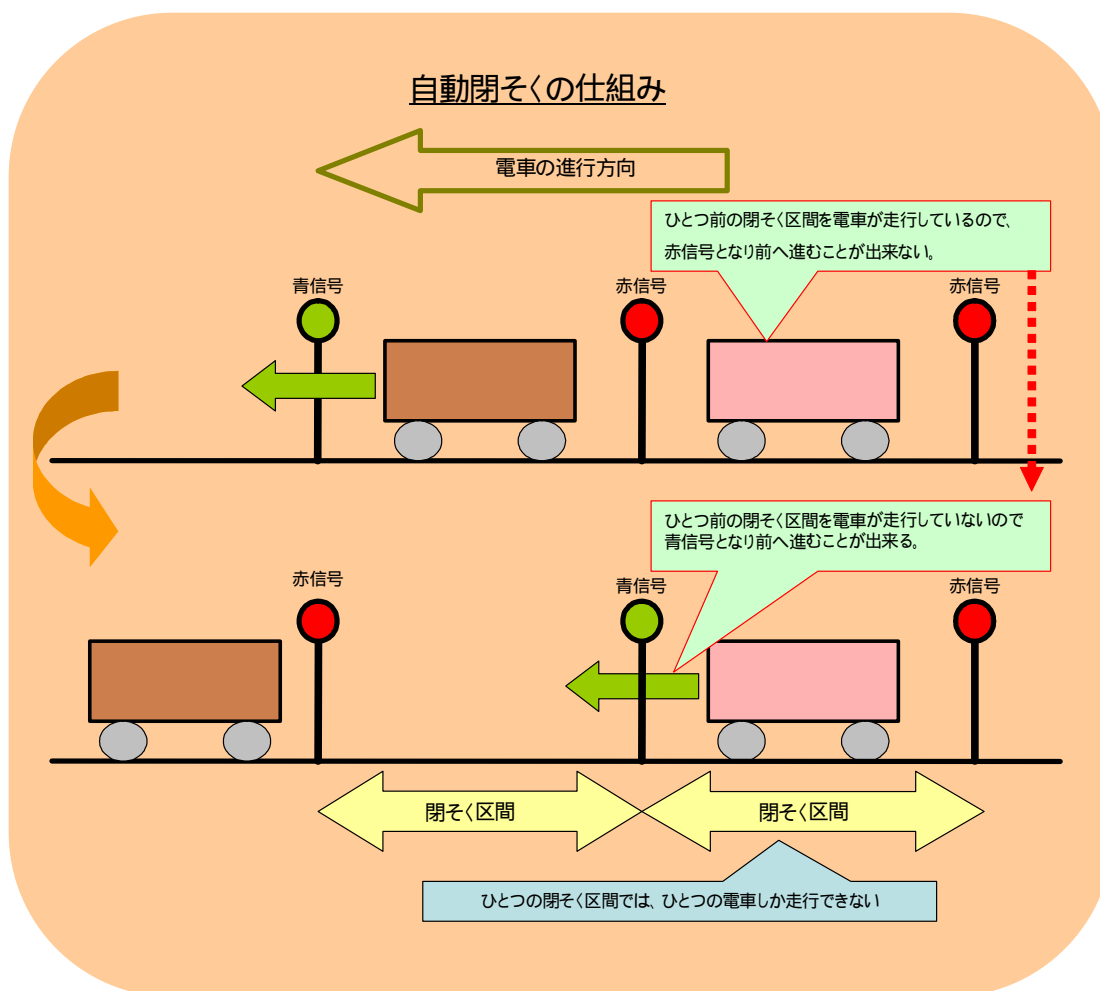 自動閉そくの仕組み
電車の進行方向
ひとつ前の閉そく区間を電車が走行しているので、
赤信号となり前へ進むことが出来ない。
青信号
赤信号
赤信号
ひとつ前の閉そく区間を電車が走行していないので
青信号となり前へ進むことが出来る。
赤信号
青信号
赤信号
閉そく区間
閉そく区間
ひとつの閉そく区間では、ひとつの電車しか走行できない